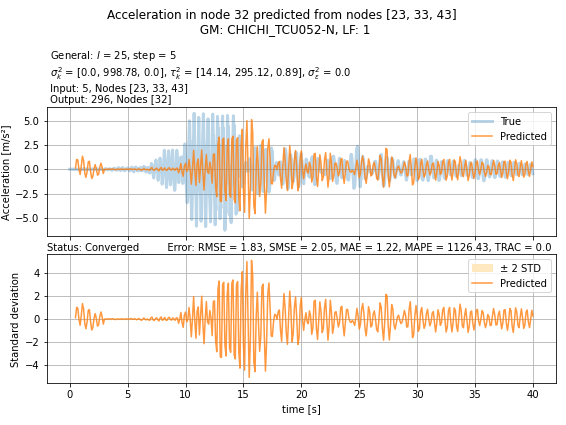 Acceleration in node 32 predicted from nodes [23, 33, 43]
GM: CHICHI_TCU052-N, LF: 1
General: l = 25, step = 5
σ²ₖ = [0.0, 998.78, 0.0], τ²ₖ = [14.14, 295.12, 0.89], σ²ε = 0.0
Input: 5, Nodes [23, 33, 43]
Output: 296, Nodes [32]
Acceleration [m/s²]
5.0
2.5
0.0
−2.5
−5.0
True
Predicted
Status: Converged Error: RMSE = 1.83, SMSE = 2.05, MAE = 1.22, MAPE = 1126.43, TRAC = 0.0
Standard deviation
4
2
0
−2
−4
± 2 STD
Predicted
0 5 10 15 20 25 30 35 40
time [s]